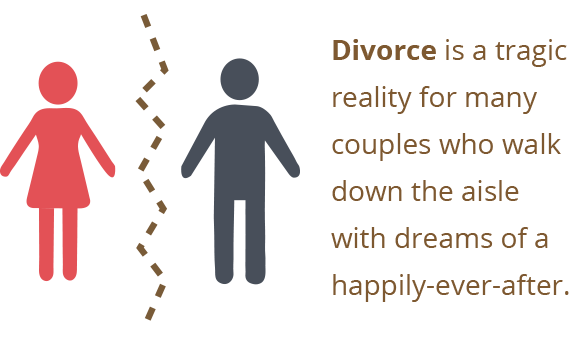 Divorce is a tragic
reality for many
couples who walk
down the aisle
with dreams of a
happily-ever-after.